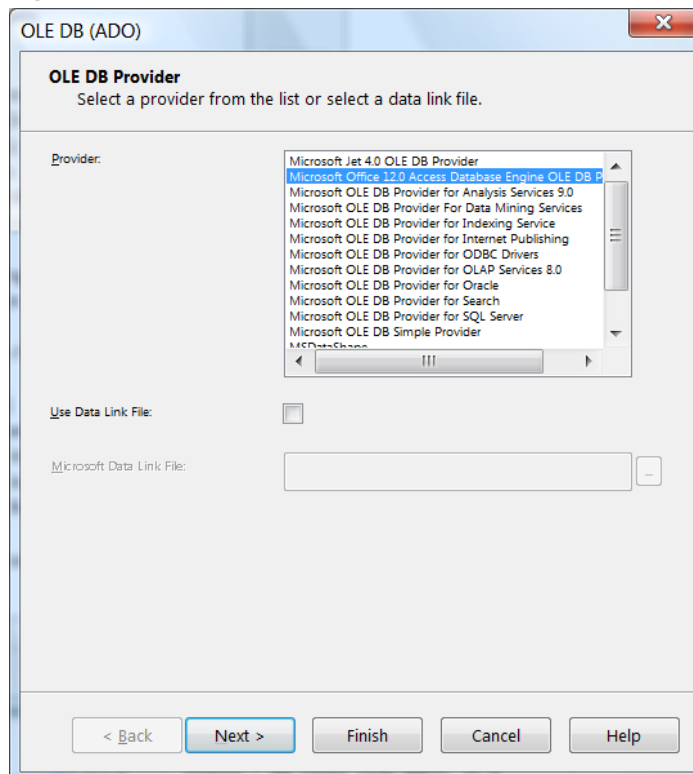 OLE DB (ADO)
OLE DB Provider
Select a provider from the list or select a data link file.
Provider:
Microsoft Jet 4.0 OLE DB Provider
Microsoft Office 12.0 Access Database Engine OLE DB P
Microsoft OLE DB Provider for Analysis Services 9.0
Microsoft OLE DB Provider For Data Mining Services
Microsoft OLE DB Provider for Indexing Service
Microsoft OLE DB Provider for Internet Publishing
Microsoft OLE DB Provider for ODBC Drivers
Microsoft OLE DB Provider for OLAP Services 8.0
Microsoft OLE DB Provider for Oracle
Microsoft OLE DB Provider for Search
Microsoft OLE DB Provider for SQL Server
Microsoft OLE DB Simple Provider
MSDataShape
Use Data Link File:
Microsoft Data Link File:
...
< Back Next > Finish Cancel Help